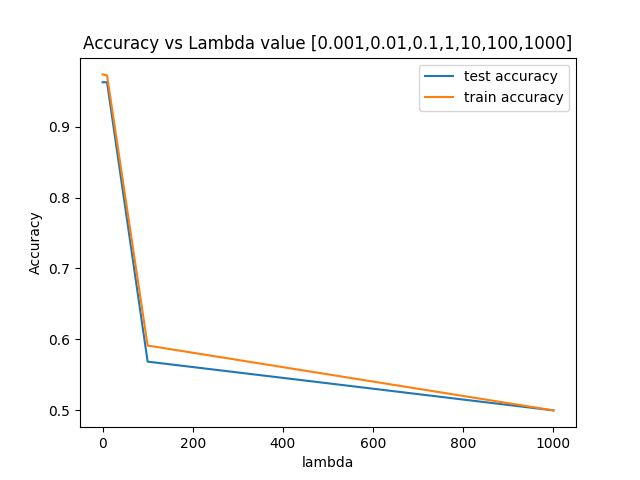 Accuracy vs Lambda value [0.001,0.01,0.1,1,10,100,1000]
test accuracy
train accuracy
0.9
0.8
0.7
0.6
0.5
Accuracy
0 200 400 600 800 1000
lambda